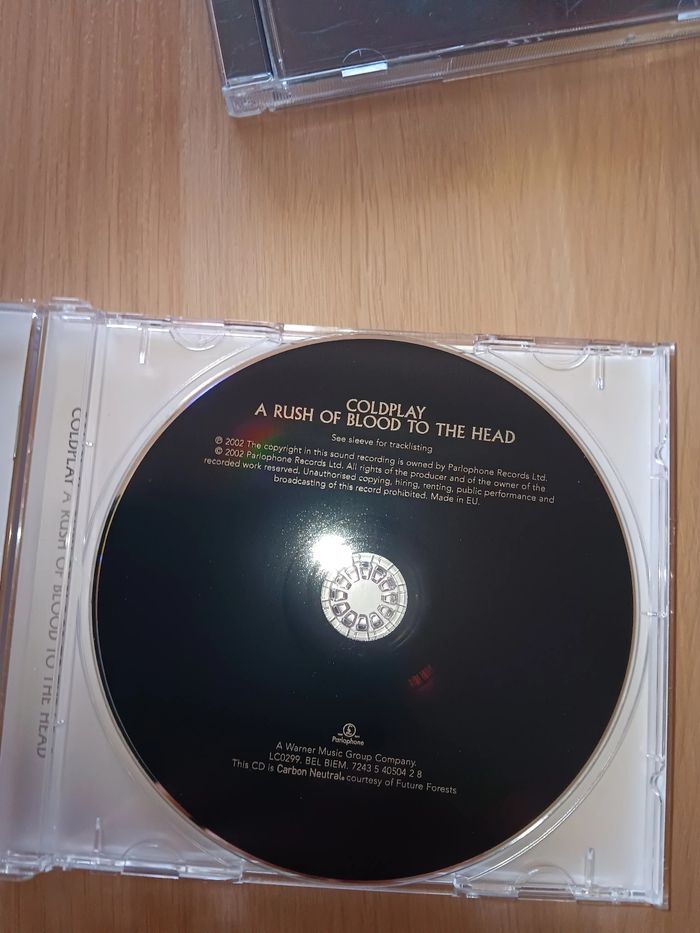 COLDPLAY
A RUSH OF BLOOD TO THE HEAD
See sleeve for tracklisting
℗ 2002 The copyright in this sound recording is owned by Parlophone Records Ltd.
© 2002 Parlophone Records Ltd. All rights of the producer and of the owner of the
recorded work reserved. Unauthorised copying, hiring, renting, public performance and
broadcasting of this record prohibited. Made in EU.
Parlophone
A Warner Music Group Company.
LC0299. BEL BIEM. 7243 5 40504 2 8
This CD is Carbon Neutral® courtesy of Future Forests
COLDPLAY A RUSH OF BLOOD TO THE HEAD